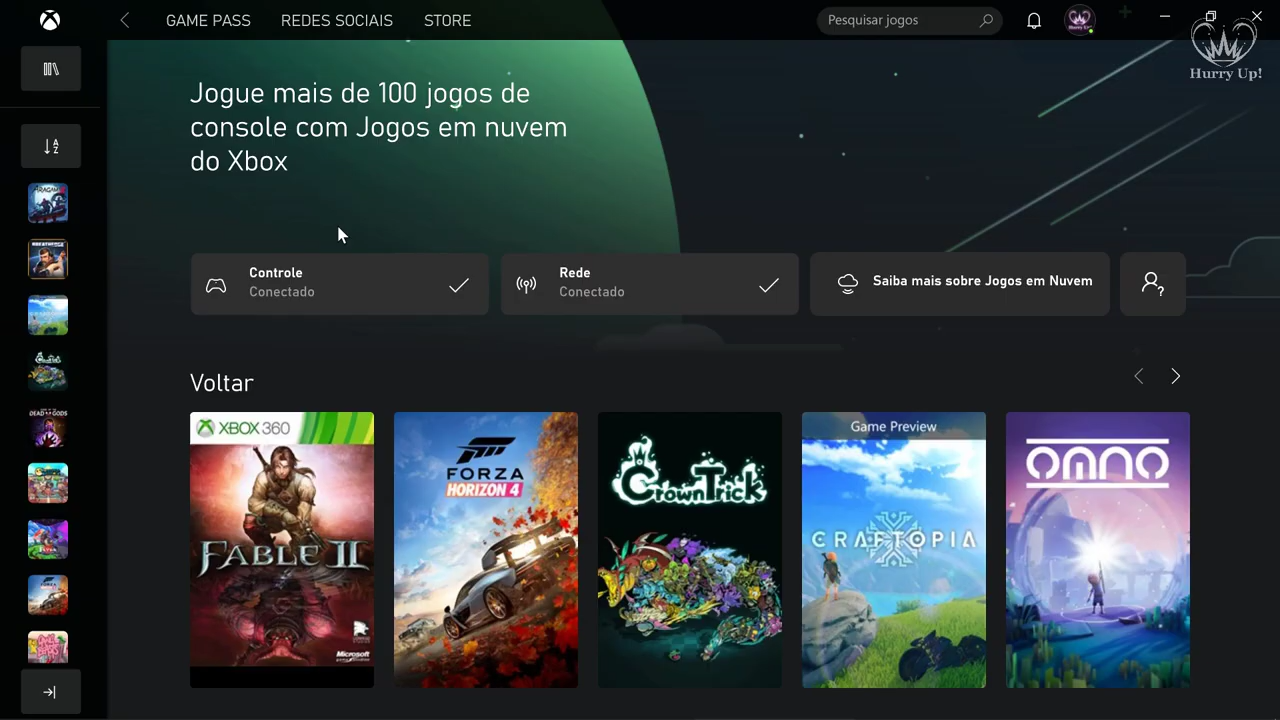 GAME PASS
REDES SOCIAIS
STORE
Pesquisar jogos
Hurry Up!
Jogue mais de 100 jogos de
console com Jogos em nuvem
do Xbox
Controle
Conectado
Rede
Conectado
Saiba mais sobre Jogos em Nuvem
Voltar
XBOX 360
FABLE II
Microsoft
FORZA
HORIZON 4
CrownTrick
Game Preview
CRAFTOPIA
OMNO